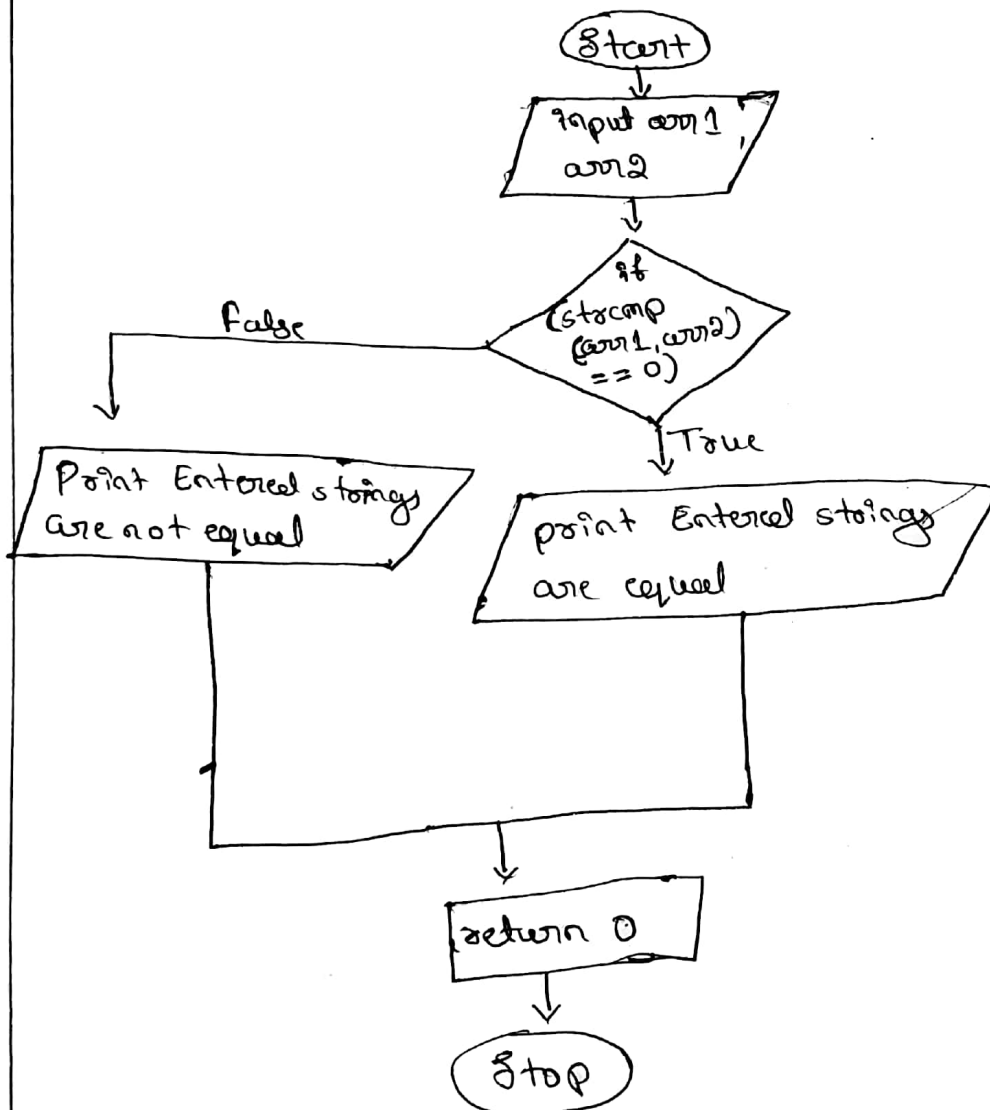 Start
input arr1
arr2
if
(strcmp
(arr1, arr2)
== 0)
False
True
Print Entered strings
are not equal
print Entered strings
are equal
return 0
Stop